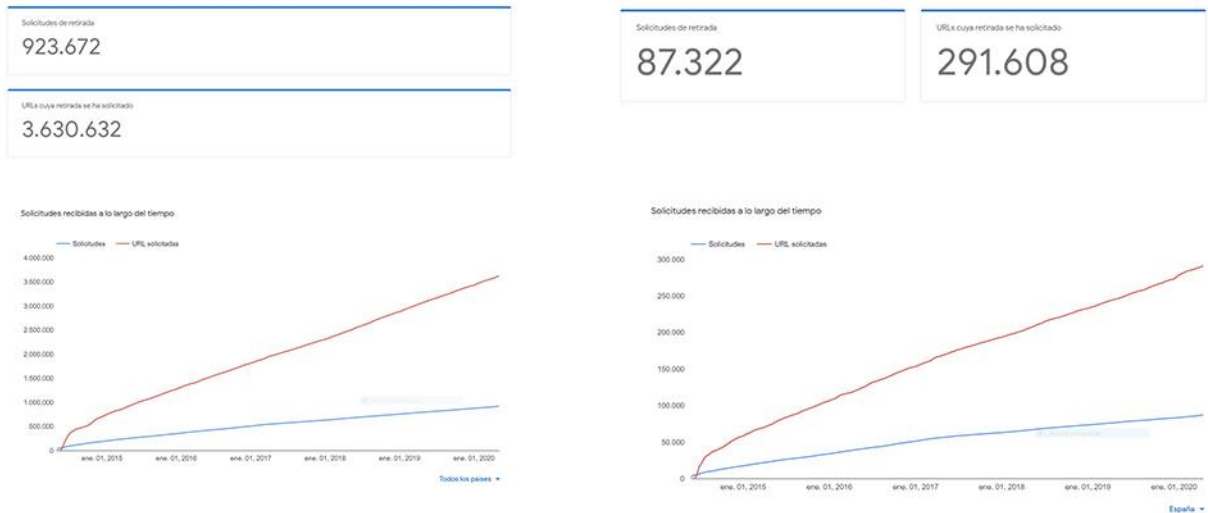 Solicitudes de retirada
923.672
URLs cuya retirada se ha solicitado
3.630.632
Solicitudes recibidas a lo largo del tiempo
Solicitudes
URL solicitadas
4.000.000
3.500.000
3.000.000
2.500.000
2.000.000
1.500.000
1.000.000
500.000
0
ene. 01, 2015
ene. 01, 2016
ene. 01, 2017
ene. 01, 2018
ene. 01, 2019
ene. 01, 2020
Todos los países
Solicitudes de retirada
87.322
URLs cuya retirada se ha solicitado
291.608
Solicitudes recibidas a lo largo del tiempo
Solicitudes
URL solicitadas
300.000
250.000
200.000
150.000
100.000
50.000
0
ene. 01, 2015
ene. 01, 2016
ene. 01, 2017
ene. 01, 2018
ene. 01, 2019
ene. 01, 2020
España